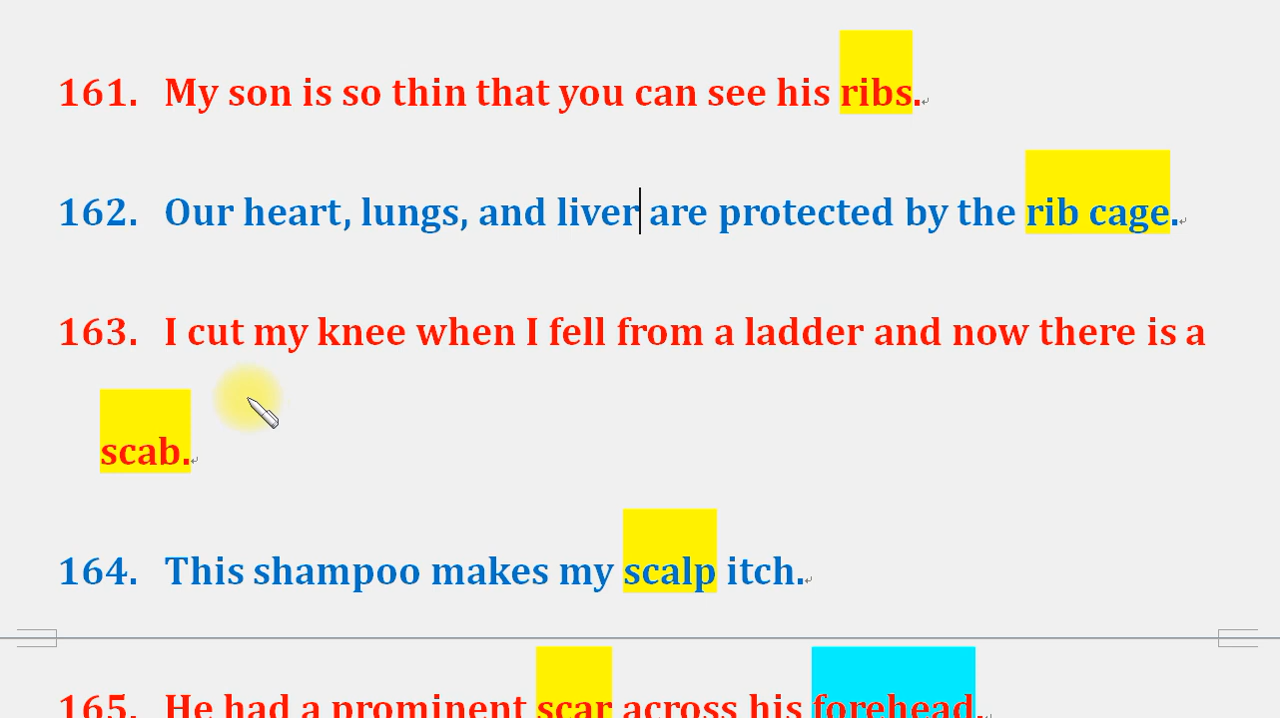 161. My son is so thin that you can see his ribs.
162. Our heart, lungs, and liver are protected by the rib cage.
163. I cut my knee when I fell from a ladder and now there is a
scab.
164. This shampoo makes my scalp itch.
165. He had a prominent scar across his forehead.